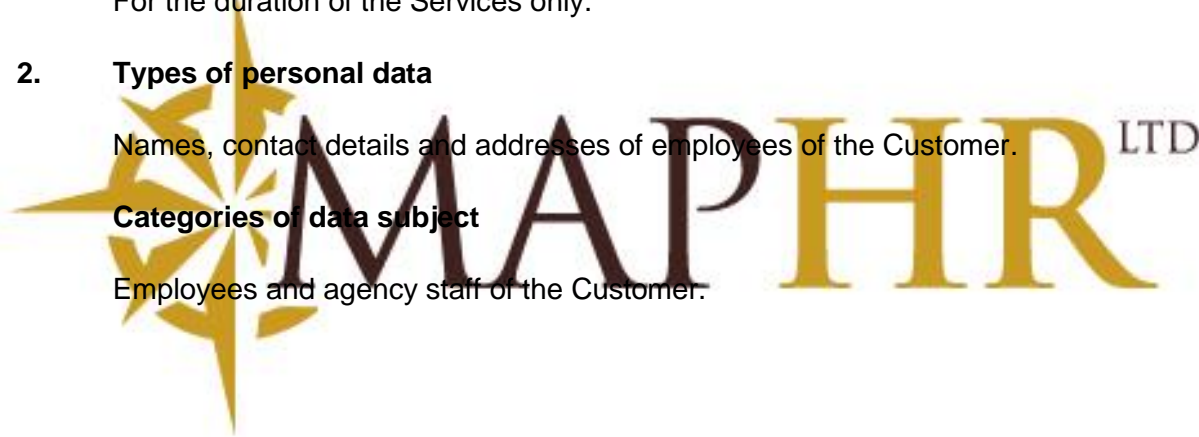 For the duration of the Services only.
2. Types of personal data
Names, contact details and addresses of employees of the Customer.
Categories of data subject
Employees and agency staff of the Customer.
MAPHR LTD